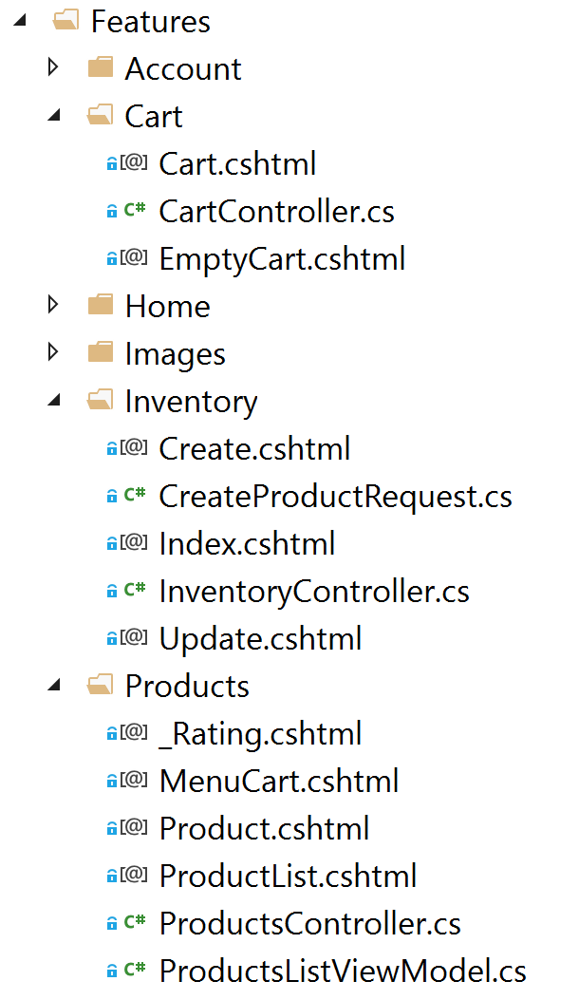 Features
Account
Cart
[@] Cart.cshtml
C# CartController.cs
[@] EmptyCart.cshtml
Home
Images
Inventory
[@] Create.cshtml
C# CreateProductRequest.cs
[@] Index.cshtml
C# InventoryController.cs
[@] Update.cshtml
Products
[@] _Rating.cshtml
[@] MenuCart.cshtml
[@] Product.cshtml
[@] ProductList.cshtml
C# ProductsController.cs
C# ProductsListViewModel.cs